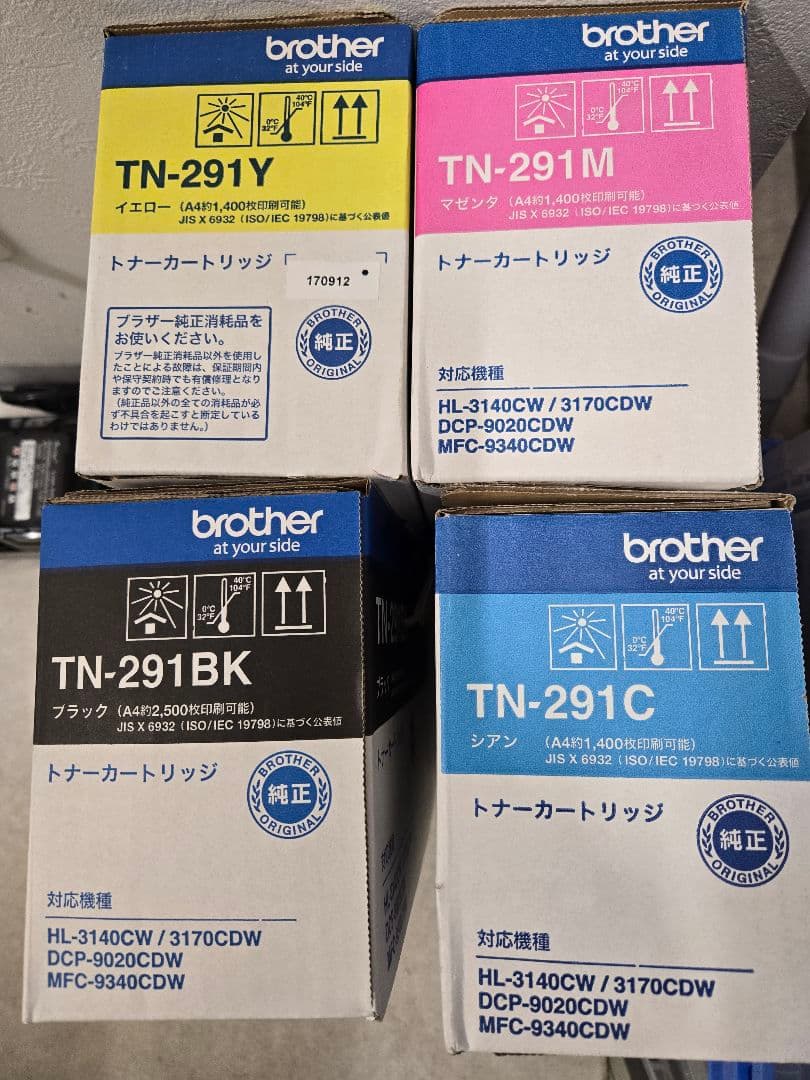 brother
at your side
40℃
104°F
0℃
32°F
TN-291Y
イエロー (A4約1,400枚印刷可能)
JIS X 6932 (ISO/IEC 19798)に基づく公表値
トナーカートリッジ
170912
ブラザー純正消耗品を
お使いください。
ブラザー純正消耗品以外を使用し
たことによる故障は、保証期間内
や保守契約時でも有償修理となり
ますのでご注意ください。
(純正品以外の全ての消耗品が必
ず不具合を起こすと断定している
わけではありません。)
BROTHER
純正
ORIGINAL
brother
at your side
40℃
104°F
0℃
32°F
TN-291M
マゼンタ (A4約1,400枚印刷可能)
JIS X 6932 (ISO/IEC 19798)に基づく公表値
トナーカートリッジ
BROTHER
純正
ORIGINAL
対応機種
HL-3140CW / 3170CDW
DCP-9020CDW
MFC-9340CDW
brother
at your side
40℃
104°F
0℃
32°F
TN-291BK
ブラック (A4約2,500枚印刷可能)
JIS X 6932 (ISO/IEC 19798)に基づく公表値
トナーカートリッジ
BROTHER
純正
ORIGINAL
対応機種
HL-3140CW / 3170CDW
DCP-9020CDW
MFC-9340CDW
brother
at your side
40℃
104°F
0℃
32°F
TN-291C
シアン (A4約1,400枚印刷可能)
JIS X 6932 (ISO/IEC 19798)に基づく公表値
トナーカートリッジ
BROTHER
純正
ORIGINAL
対応機種
HL-3140CW / 3170CDW
DCP-9020CDW
MFC-9340CDW